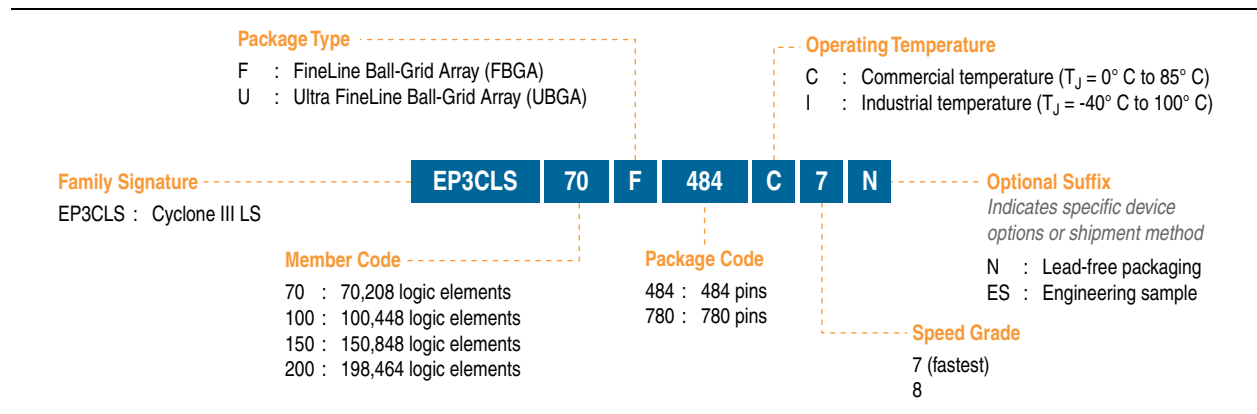 Package Type
F : FineLine Ball-Grid Array (FBGA)
U : Ultra FineLine Ball-Grid Array (UBGA)
Operating Temperature
C : Commercial temperature (TJ = 0° C to 85° C)
I : Industrial temperature (TJ = -40° C to 100° C)
Family Signature
EP3CLS : Cyclone III LS
EP3CLS 70 F 484 C 7 N
Optional Suffix
Indicates specific device
options or shipment method
N : Lead-free packaging
ES : Engineering sample
Member Code
70 : 70,208 logic elements
100 : 100,448 logic elements
150 : 150,848 logic elements
200 : 198,464 logic elements
Package Code
484 : 484 pins
780 : 780 pins
Speed Grade
7 (fastest)
8